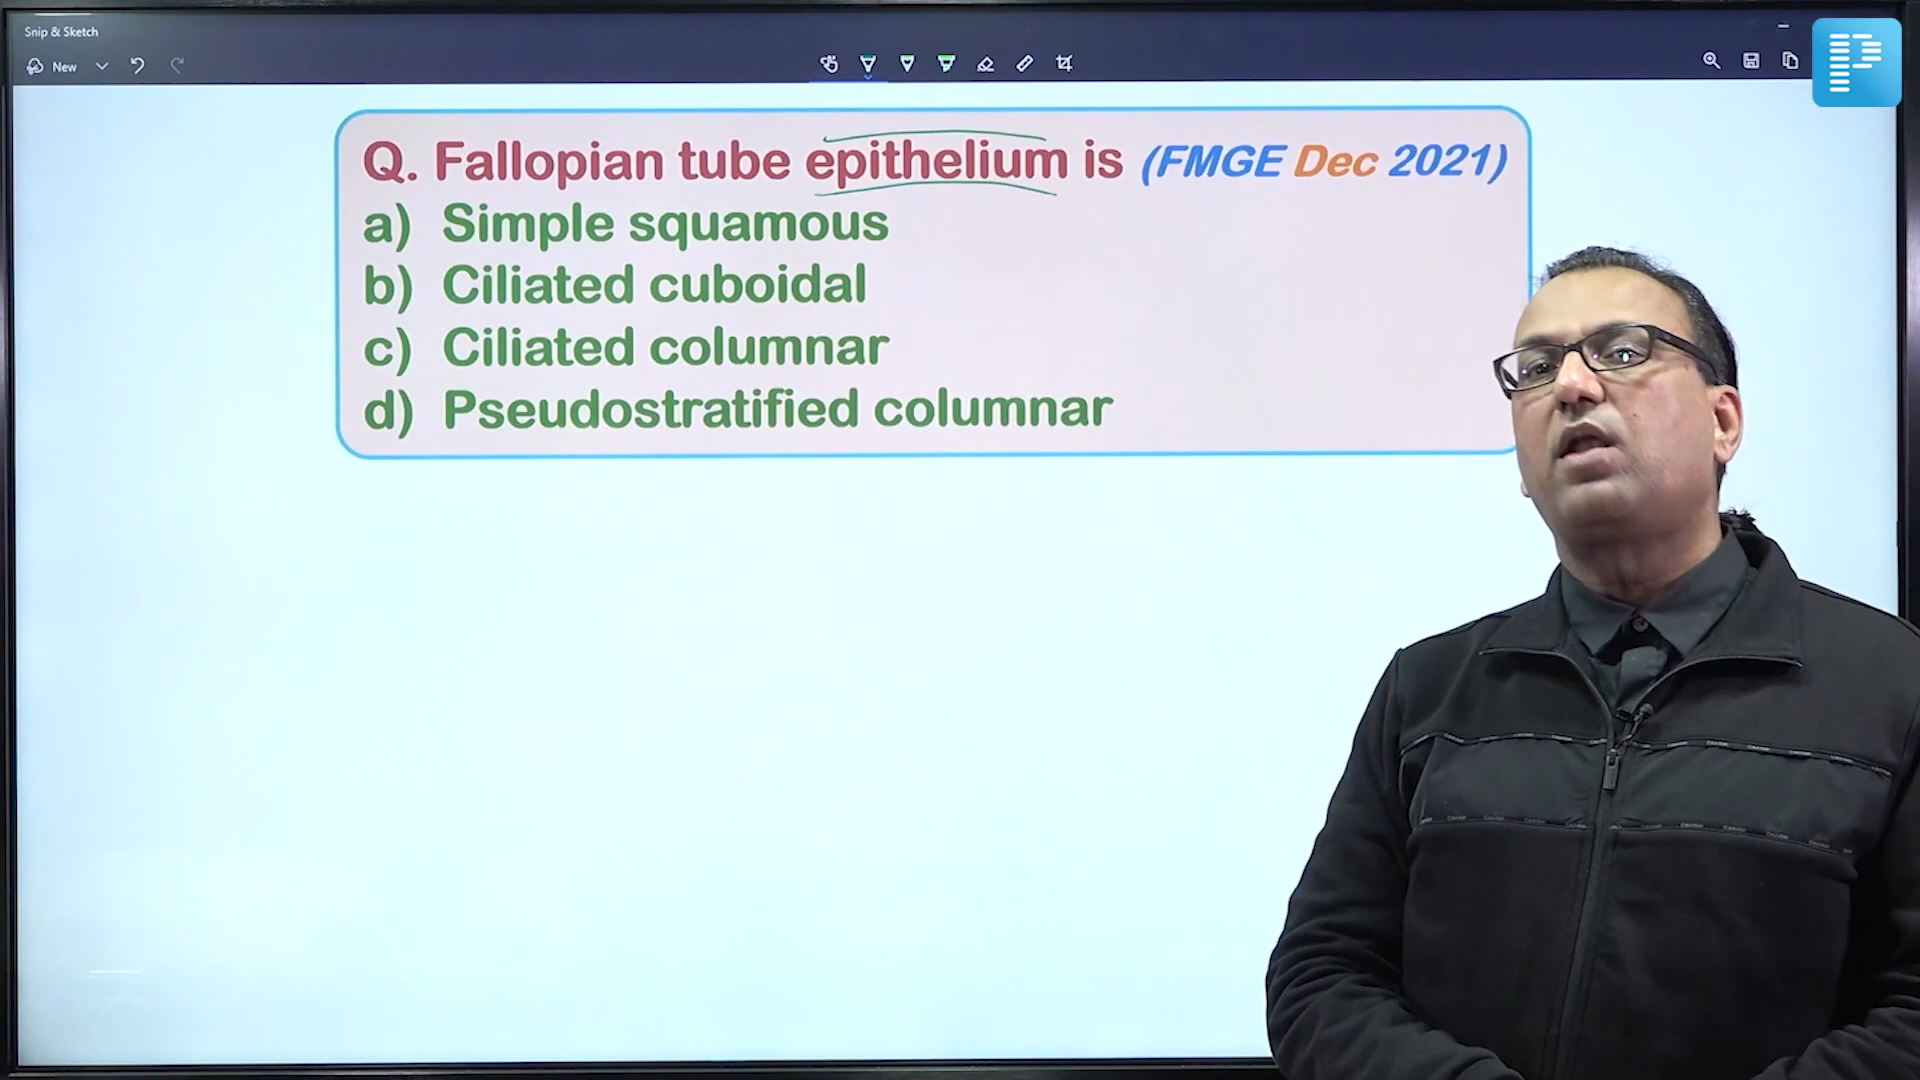 Snip & Sketch
New
Q. Fallopian tube epithelium is (FMGE Dec 2021)
a) Simple squamous
b) Ciliated cuboidal
c) Ciliated columnar
d) Pseudostratified columnar